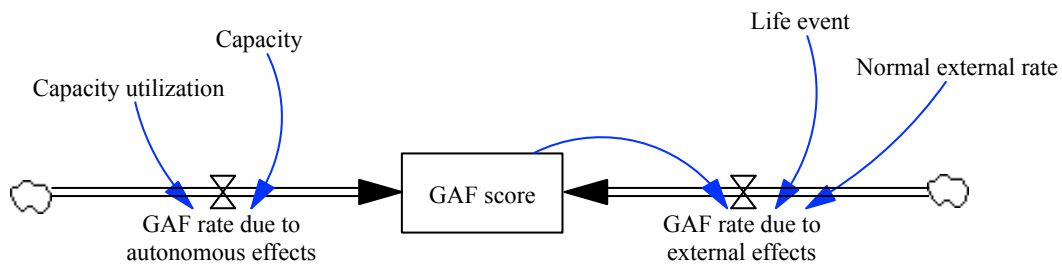 Life event
Capacity
Normal external rate
Capacity utilization
GAF score
GAF rate due to
autonomous effects
GAF rate due to
external effects